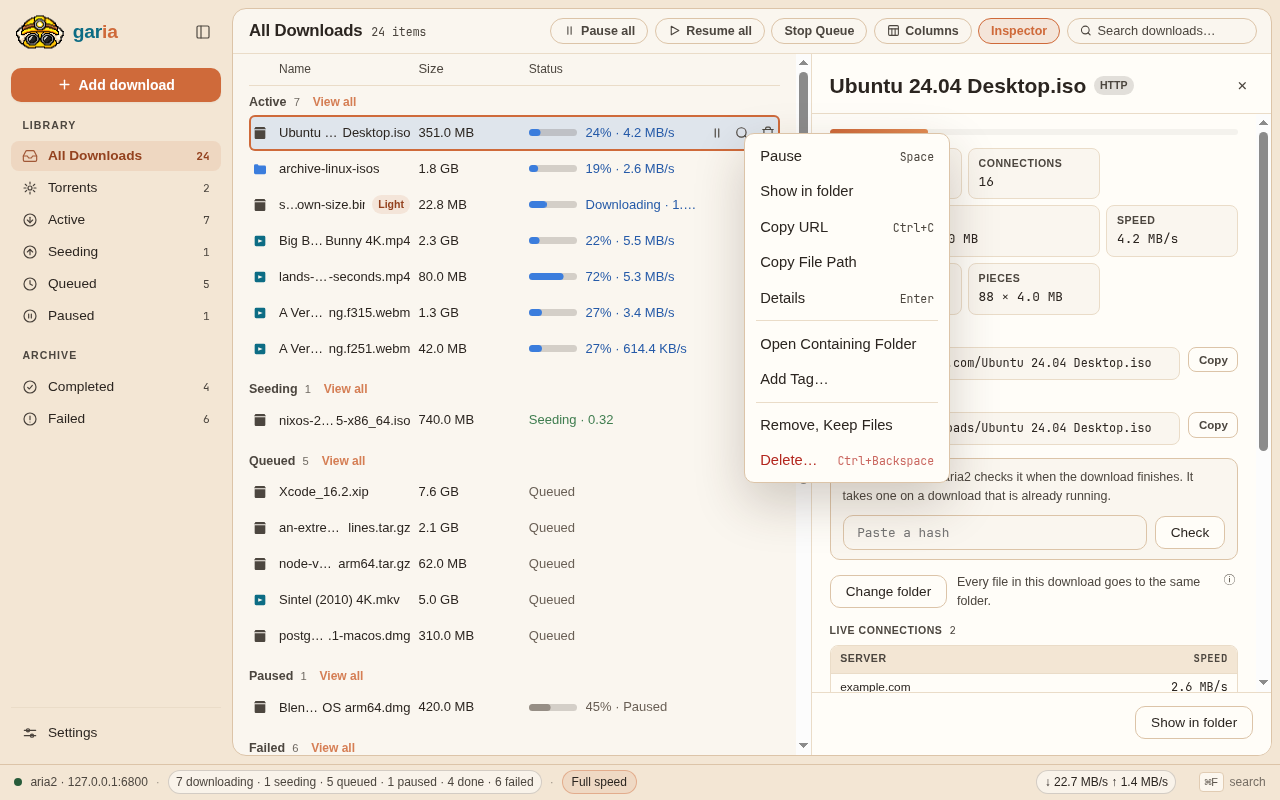 garia
Add download
LIBRARY
All Downloads 24
Torrents 2
Active 7
Seeding 1
Queued 5
Paused 1
ARCHIVE
Completed 4
Failed 6
Settings
All Downloads 24 items
Pause all
Resume all
Stop Queue
Columns
Inspector
Search downloads…
Name Size Status
Active 7 View all
Ubuntu … Desktop.iso 351.0 MB 24% · 4.2 MB/s
archive-linux-isos 1.8 GB 19% · 2.6 MB/s
s…own-size.bin Light 22.8 MB Downloading · 1.…
Big B… Bunny 4K.mp4 2.3 GB 22% · 5.5 MB/s
lands-…-seconds.mp4 80.0 MB 72% · 5.3 MB/s
A Ver… ng.f315.webm 1.3 GB 27% · 3.4 MB/s
A Ver… ng.f251.webm 42.0 MB 27% · 614.4 KB/s
Seeding 1 View all
nixos-2…5-x86_64.iso 740.0 MB Seeding · 0.32
Queued 5 View all
Xcode_16.2.xip 7.6 GB Queued
an-extre… lines.tar.gz 2.1 GB Queued
node-v… arm64.tar.gz 62.0 MB Queued
Sintel (2010) 4K.mkv 5.0 GB Queued
postg… .1-macos.dmg 310.0 MB Queued
Paused 1 View all
Blen… OS arm64.dmg 420.0 MB 45% · Paused
Failed 6 View all
Pause Space
Show in folder
Copy URL Ctrl+C
Copy File Path
Details Enter
Open Containing Folder
Add Tag…
Remove, Keep Files
Delete… Ctrl+Backspace
Ubuntu 24.04 Desktop.iso HTTP ×
CONNECTIONS
16
MB
SPEED
4.2 MB/s
PIECES
88 × 4.0 MB
com/Ubuntu 24.04 Desktop.iso Copy
/Ubuntu 24.04 Desktop.iso Copy
aria2 checks it when the download finishes. It
takes one on a download that is already running.
Paste a hash Check
Change folder
Every file in this download goes to the same
folder.
LIVE CONNECTIONS 2
SERVER SPEED
example.com 2.6 MB/s
Show in folder
aria2 · 127.0.0.1:6800 · 7 downloading · 1 seeding · 5 queued · 1 paused · 4 done · 6 failed · Full speed
↓ 22.7 MB/s ↑ 1.4 MB/s ⌘F search